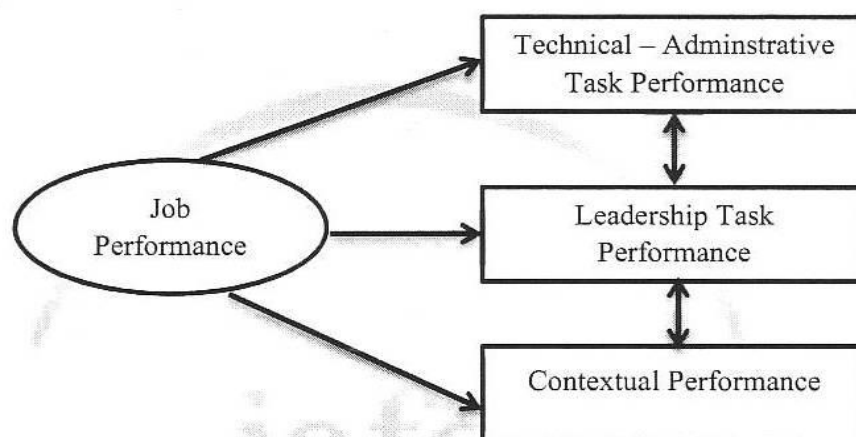 Technical – Adminstrative
Task Performance
Job
Performance
Leadership Task
Performance
Contextual Performance